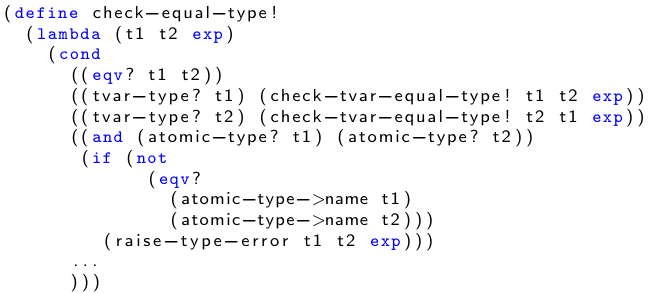 (define check-equal-type!
(lambda (t1 t2 exp)
(cond
((eqv? t1 t2))
((tvar-type? t1) (check-tvar-equal-type! t1 t2 exp))
((tvar-type? t2) (check-tvar-equal-type! t2 t1 exp))
((and (atomic-type? t1) (atomic-type? t2))
(if (not
(eqv?
(atomic-type->name t1)
(atomic-type->name t2)))
(raise-type-error t1 t2 exp)))
...
)))